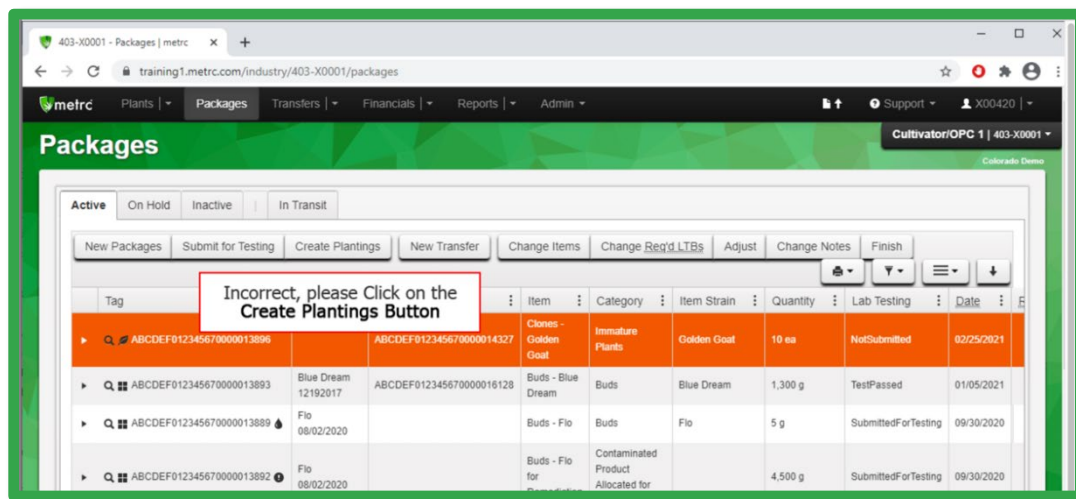 403-X0001 - Packages | metrc
training1.metrc.com/industry/403-X0001/packages
metrc Plants | Packages Transfers | Financials | Reports | Admin Support X00420 |
Cultivator/OPC 1 | 403-X0001
Packages
Colorado Demo
Active On Hold Inactive | In Transit
New Packages Submit for Testing Create Plantings New Transfer Change Items Change Req'd LTBs Adjust Change Notes Finish
Incorrect, please Click on the
Create Plantings Button
Tag Item Category Item Strain Quantity Lab Testing Date
ABCDEF012345670000013896 ABCDEF012345670000014327 Clones - Golden Goat Immature Plants Golden Goat 10 ea NotSubmitted 02/25/2021
ABCDEF012345670000013893 Blue Dream 12192017 ABCDEF012345670000016128 Buds - Blue Dream Buds Blue Dream 1,300 g TestPassed 01/05/2021
ABCDEF012345670000013889 Flo 08/02/2020 Buds - Flo Buds Flo 5 g SubmittedForTesting 09/30/2020
ABCDEF012345670000013892 Flo 08/02/2020 Buds - Flo for Contaminated Product Allocated for 4,500 g SubmittedForTesting 09/30/2020